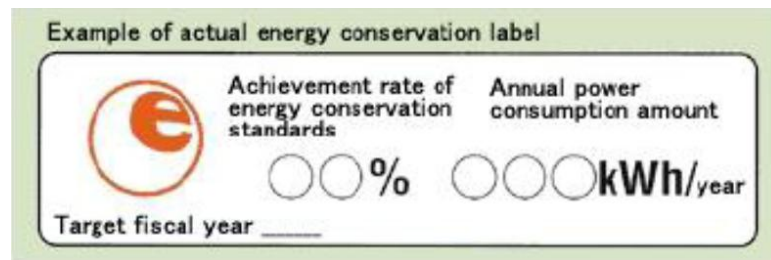 Example of actual energy conservation label
Achievement rate of
energy conservation
standards
Annual power
consumption amount
e
○○%
○○○kWh/year
Target fiscal year _____